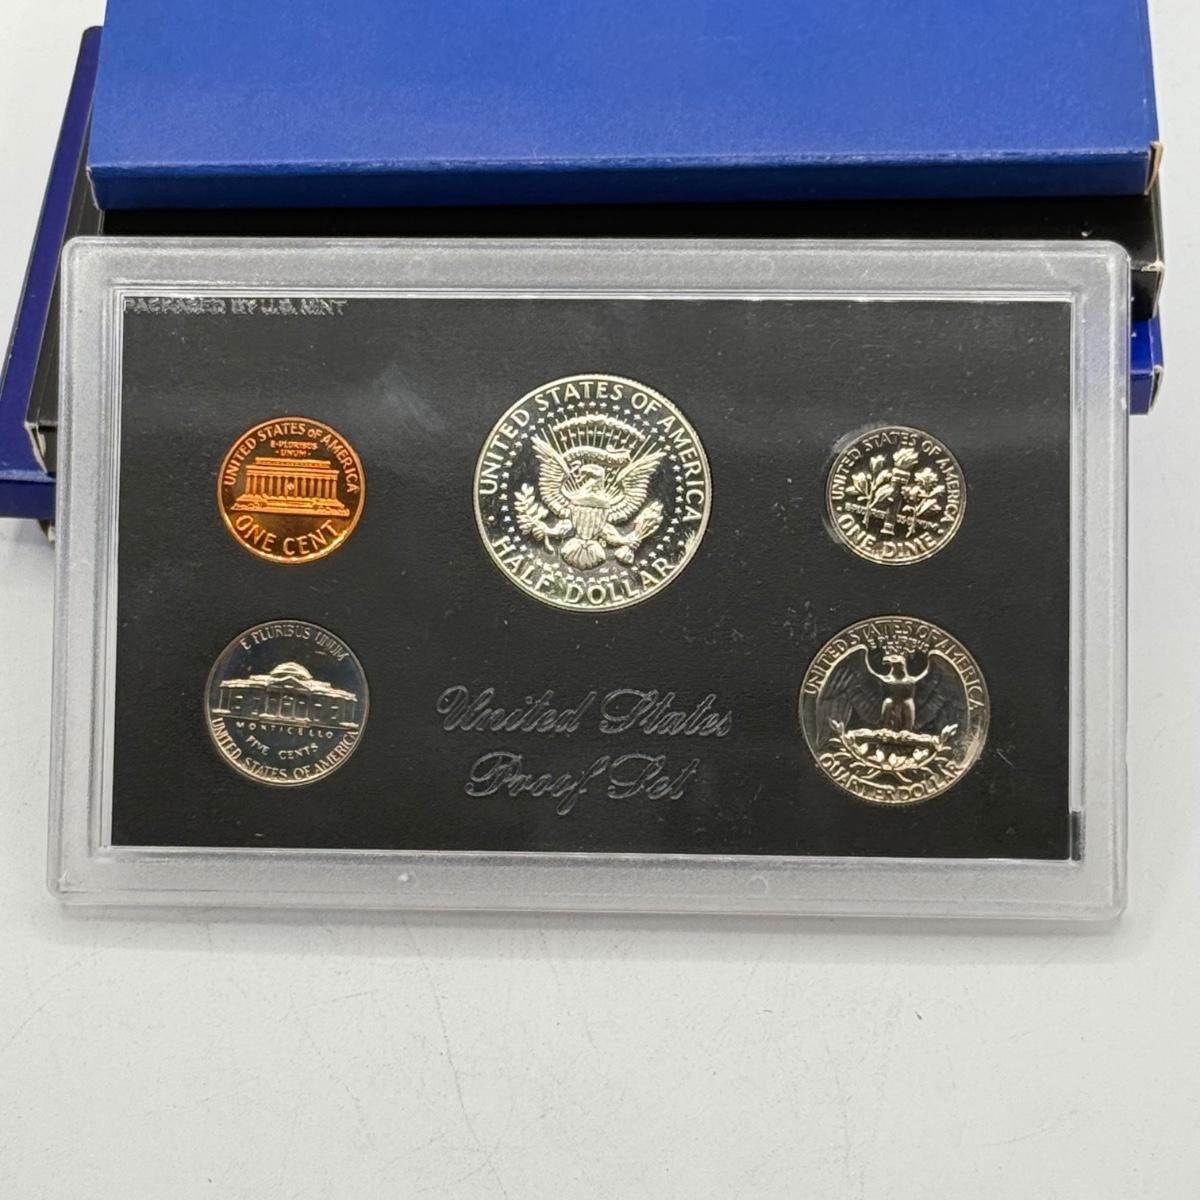 PACKAGED BY U.S. MINT
UNITED STATES OF AMERICA
E·PLURIBUS
·UNUM·
ONE CENT
UNITED STATES OF AMERICA
HALF DOLLAR
UNITED STATES OF AMERICA
ONE DIME
E PLURIBUS UNUM
MONTICELLO
FIVE CENTS
UNITED STATES OF AMERICA
United States
Proof Set
UNITED STATES OF AMERICA
E PLURIBUS
UNUM
QUARTER DOLLAR